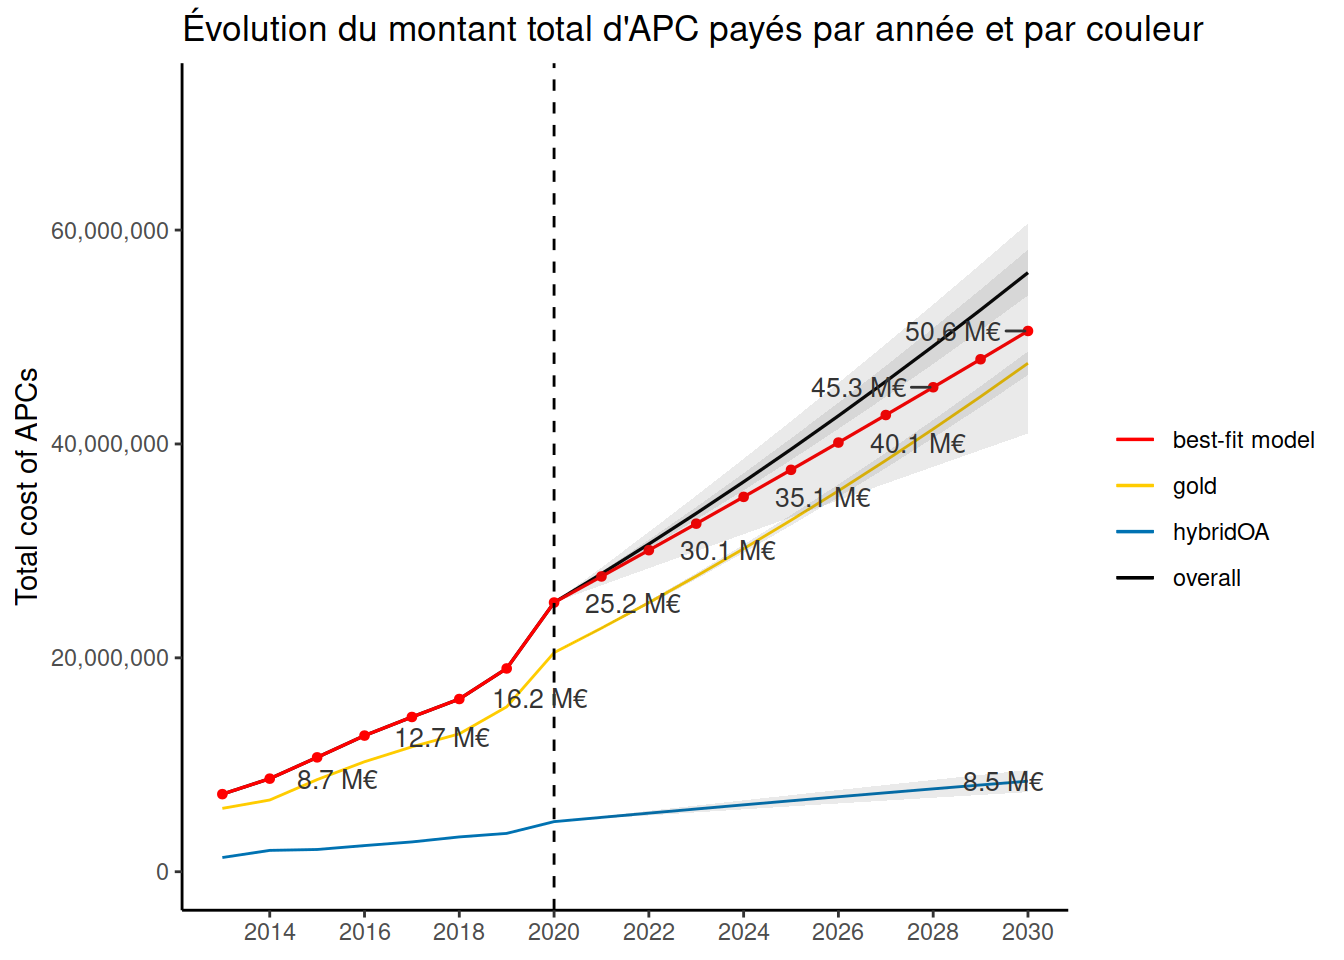 Évolution du montant total d'APC payés par année et par couleur
Total cost of APCs
60,000,000
40,000,000
20,000,000
0
50.6 M€
45.3 M€
40.1 M€
35.1 M€
30.1 M€
25.2 M€
16.2 M€
12.7 M€
8.7 M€
8.5 M€
2014 2016 2018 2020 2022 2024 2026 2028 2030
best-fit model
gold
hybridOA
overall